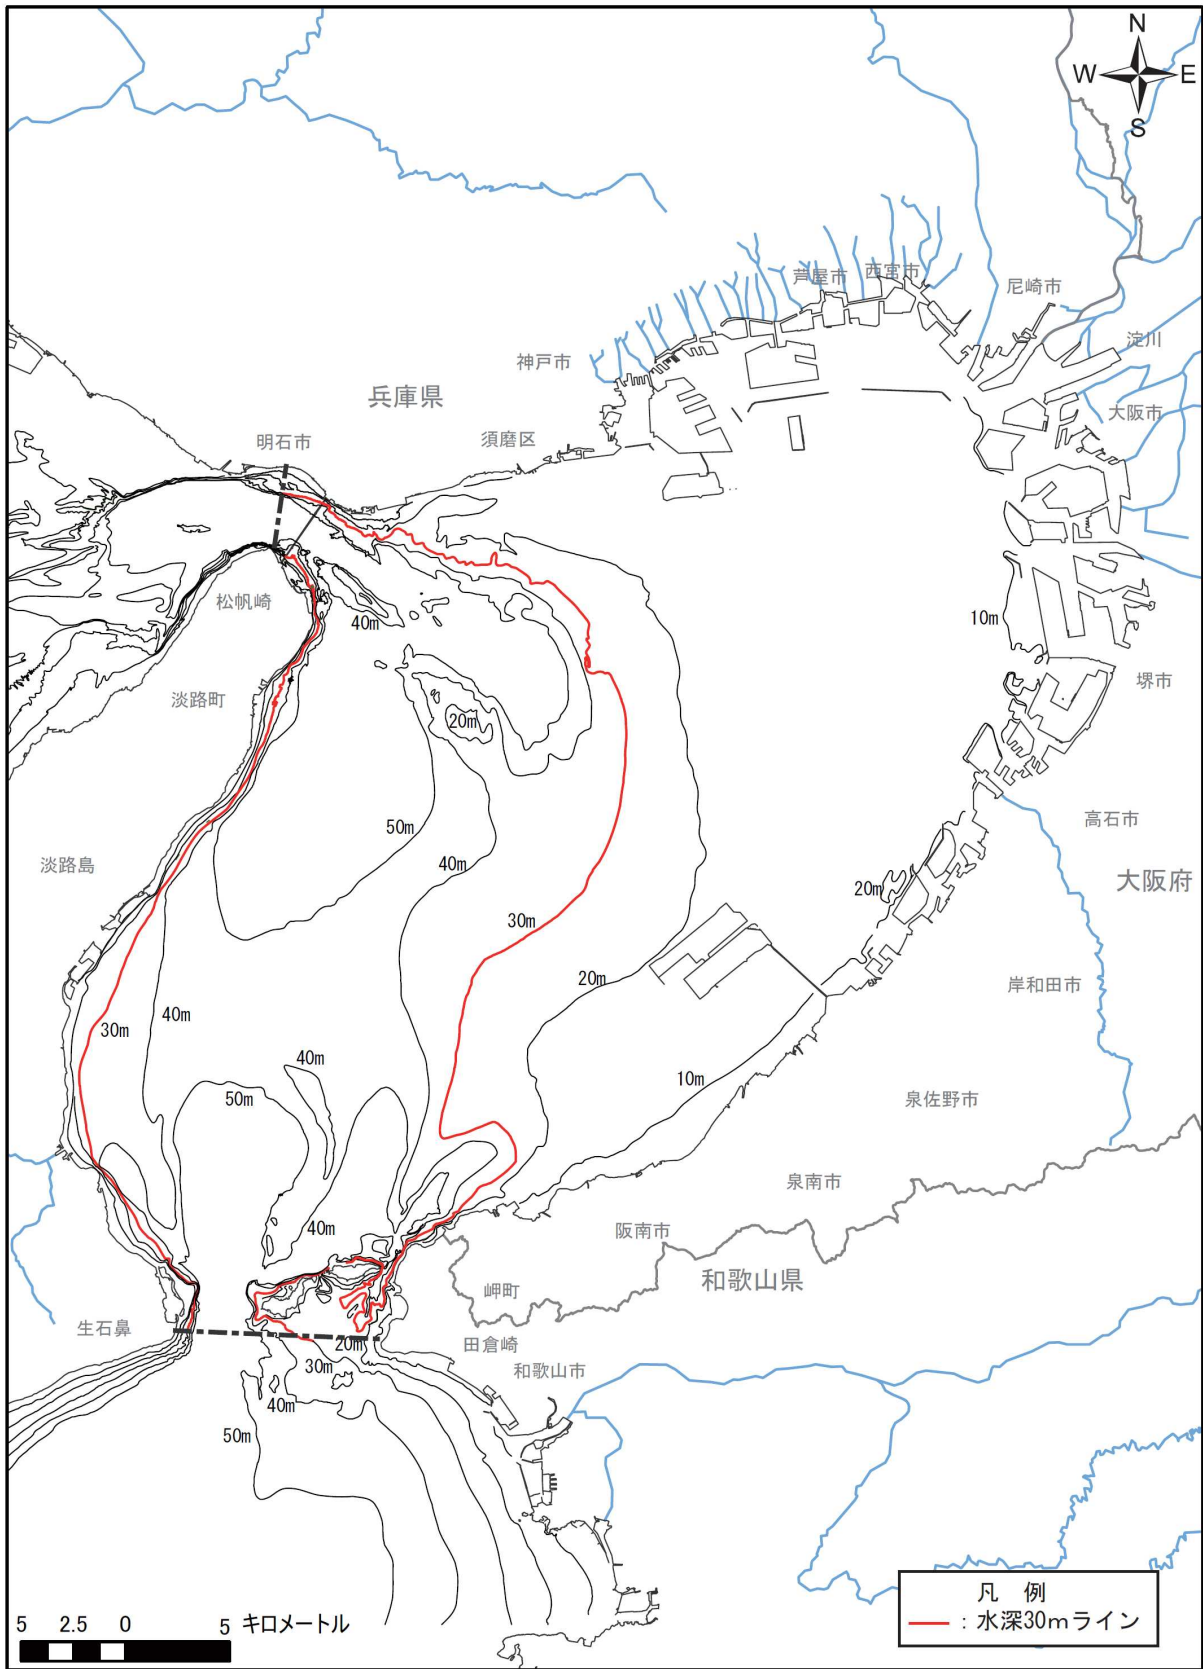 N
W E
S
芦屋市
西宮市
尼崎市
淀川
神戸市
兵庫県
大阪市
明石市
須磨区
松帆崎
40m
10m
淡路町
20m
堺市
50m
高石市
淡路島
40m
大阪府
20m
30m
20m
岸和田市
40m
30m
40m
10m
50m
泉佐野市
泉南市
40m
阪南市
和歌山県
岬町
生石鼻
田倉崎
20m
30m
和歌山市
40m
50m
凡 例
：水深30mライン
5 2.5 0 5 キロメートル